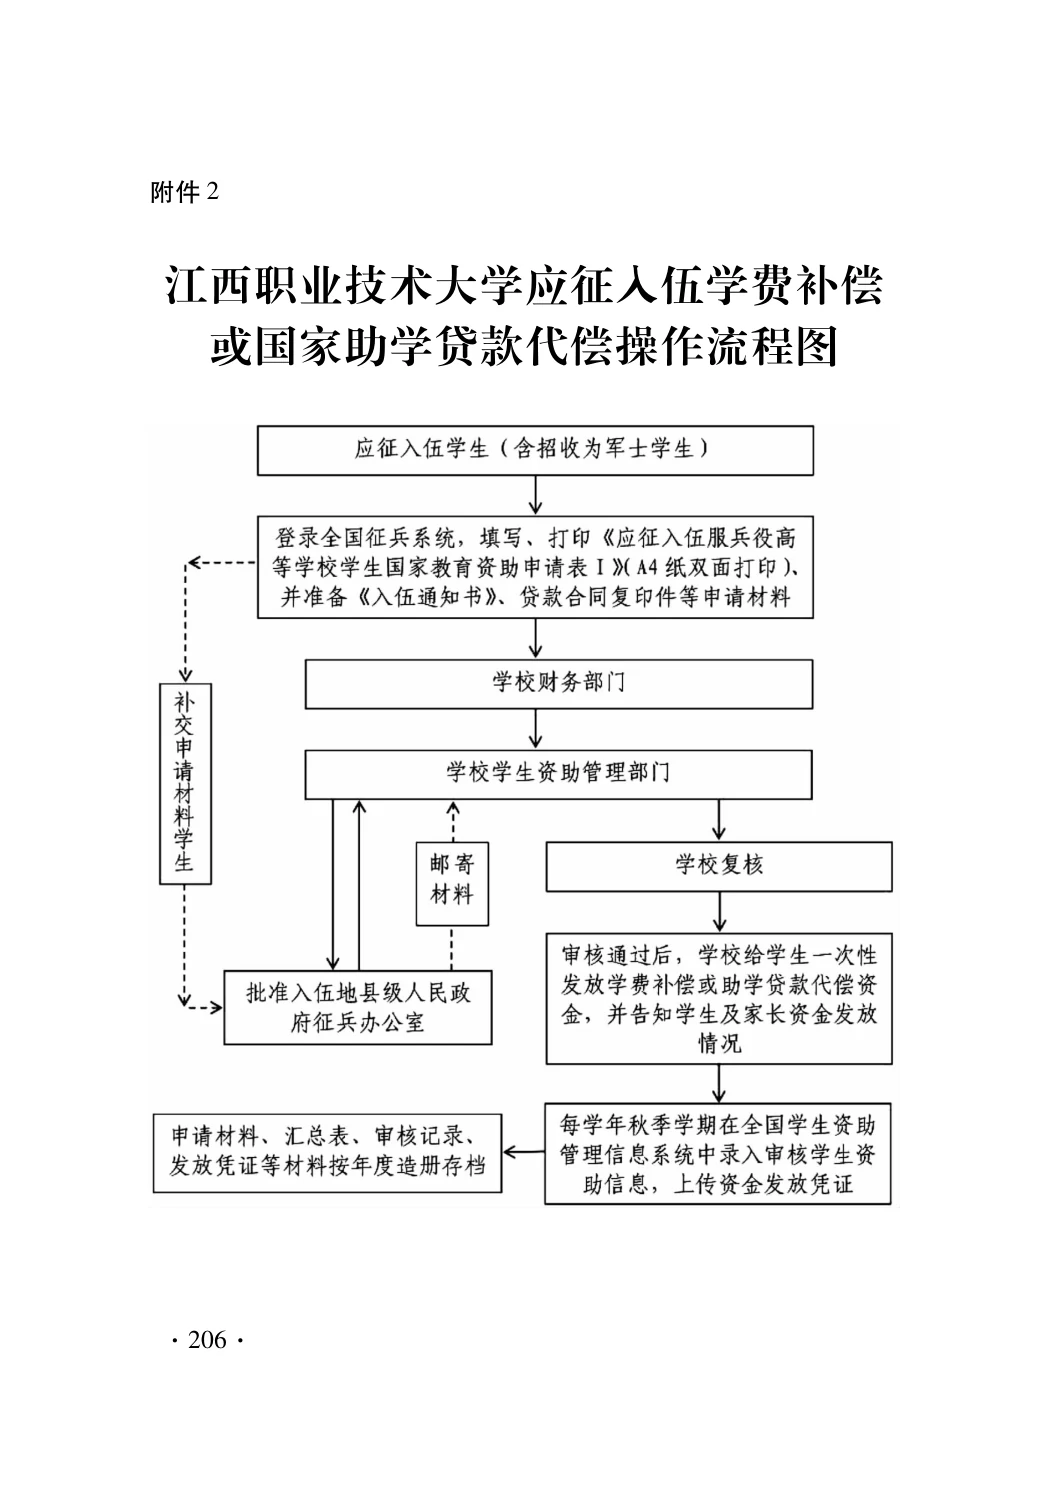 附件 2
江西职业技术大学应征入伍学费补偿
或国家助学贷款代偿操作流程图
应征入伍学生（含招收为军士学生）
登录全国征兵系统，填写、打印《应征入伍服兵役高
等学校学生国家教育资助申请表Ⅰ》（A4 纸双面打印）、
并准备《入伍通知书》、贷款合同复印件等申请材料
学校财务部门
学校学生资助管理部门
补交申请材料学生
邮寄
材料
批准入伍地县级人民政
府征兵办公室
学校复核
审核通过后，学校给学生一次性
发放学费补偿或助学贷款代偿资
金，并告知学生及家长资金发放
情况
每学年秋季学期在全国学生资助
管理信息系统中录入审核学生资
助信息，上传资金发放凭证
申请材料、汇总表、审核记录、
发放凭证等材料按年度造册存档
· 206 ·